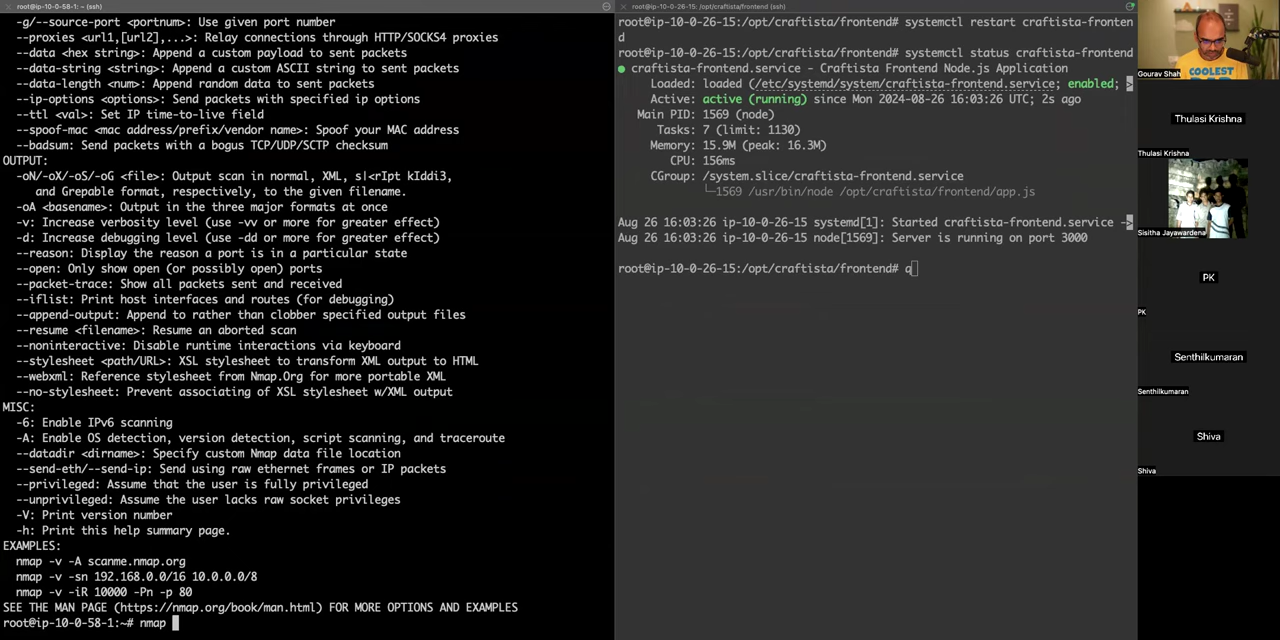 root@ip-10-0-58-1: ~ (ssh)
-g/--source-port <portnum>: Use given port number
--proxies <url1,[url2],...>: Relay connections through HTTP/SOCKS4 proxies
--data <hex string>: Append a custom payload to sent packets
--data-string <string>: Append a custom ASCII string to sent packets
--data-length <num>: Append random data to sent packets
--ip-options <options>: Send packets with specified ip options
--ttl <val>: Set IP time-to-live field
--spoof-mac <mac address/prefix/vendor name>: Spoof your MAC address
--badsum: Send packets with a bogus TCP/UDP/SCTP checksum
OUTPUT:
-oN/-oX/-oS/-oG <file>: Output scan in normal, XML, s|<rIpt kIddi3,
and Grepable format, respectively, to the given filename.
-oA <basename>: Output in the three major formats at once
-v: Increase verbosity level (use -vv or more for greater effect)
-d: Increase debugging level (use -dd or more for greater effect)
--reason: Display the reason a port is in a particular state
--open: Only show open (or possibly open) ports
--packet-trace: Show all packets sent and received
--iflist: Print host interfaces and routes (for debugging)
--append-output: Append to rather than clobber specified output files
--resume <filename>: Resume an aborted scan
--noninteractive: Disable runtime interactions via keyboard
--stylesheet <path/URL>: XSL stylesheet to transform XML output to HTML
--webxml: Reference stylesheet from Nmap.Org for more portable XML
--no-stylesheet: Prevent associating of XSL stylesheet w/XML output
MISC:
-6: Enable IPv6 scanning
-A: Enable OS detection, version detection, script scanning, and traceroute
--datadir <dirname>: Specify custom Nmap data file location
--send-eth/--send-ip: Send using raw ethernet frames or IP packets
--privileged: Assume that the user is fully privileged
--unprivileged: Assume the user lacks raw socket privileges
-V: Print version number
-h: Print this help summary page.
EXAMPLES:
nmap -v -A scanme.nmap.org
nmap -v -sn 192.168.0.0/16 10.0.0.0/8
nmap -v -iR 10000 -Pn -p 80
SEE THE MAN PAGE (https://nmap.org/book/man.html) FOR MORE OPTIONS AND EXAMPLES
root@ip-10-0-58-1:~# nmap
root@ip-10-0-26-15: /opt/craftista/frontend (ssh)
root@ip-10-0-26-15:/opt/craftista/frontend# systemctl restart craftista-fronten
d
root@ip-10-0-26-15:/opt/craftista/frontend# systemctl status craftista-frontend
● craftista-frontend.service - Craftista Frontend Node.js Application
Loaded: loaded (/etc/systemd/system/craftista-frontend.service; enabled; >
Active: active (running) since Mon 2024-08-26 16:03:26 UTC; 2s ago
Main PID: 1569 (node)
Tasks: 7 (limit: 1130)
Memory: 15.9M (peak: 16.3M)
CPU: 156ms
CGroup: /system.slice/craftista-frontend.service
└─1569 /usr/bin/node /opt/craftista/frontend/app.js
Aug 26 16:03:26 ip-10-0-26-15 systemd[1]: Started craftista-frontend.service ->
Aug 26 16:03:26 ip-10-0-26-15 node[1569]: Server is running on port 3000
root@ip-10-0-26-15:/opt/craftista/frontend# a
COOLEST
Gourav Shah
Thulasi Krishna
Thulasi Krishna
Sisitha Jayawardena
PK
PK
Senthilkumaran
Senthilkumaran
Shiva
Shiva